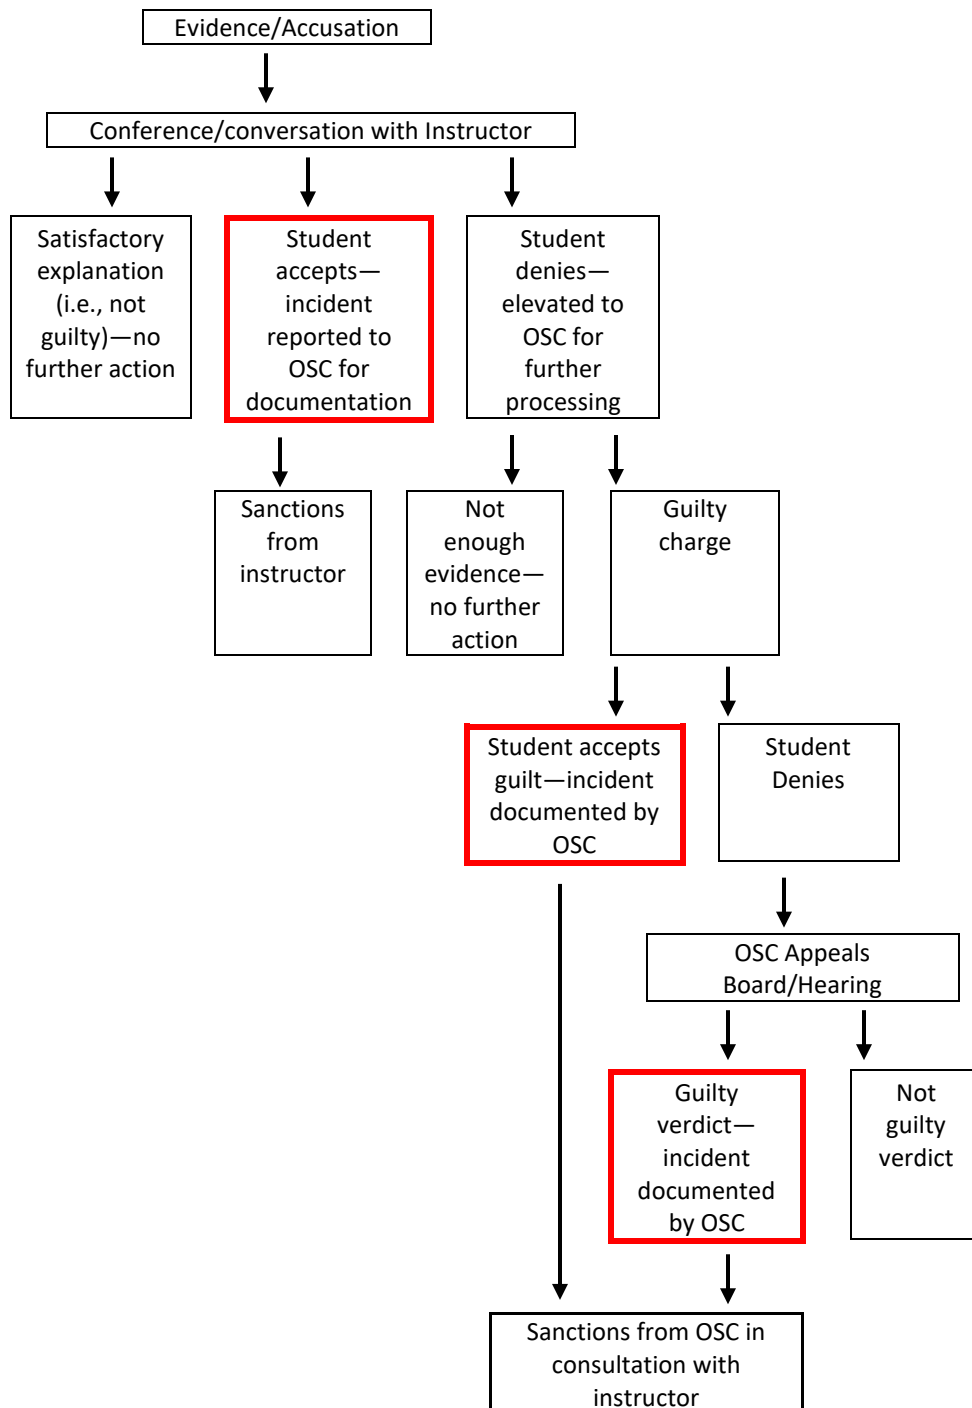 Evidence/Accusation
Conference/conversation with Instructor
Satisfactory
explanation
(i.e., not
guilty)—no
further action
Student
accepts—
incident
reported to
OSC for
documentation
Student
denies—
elevated to
OSC for
further
processing
Sanctions
from
instructor
Not
enough
evidence—
no further
action
Guilty
charge
Student accepts
guilt—incident
documented by
OSC
Student
Denies
OSC Appeals
Board/Hearing
Guilty
verdict—
incident
documented
by OSC
Not
guilty
verdict
Sanctions from OSC in
consultation with
instructor